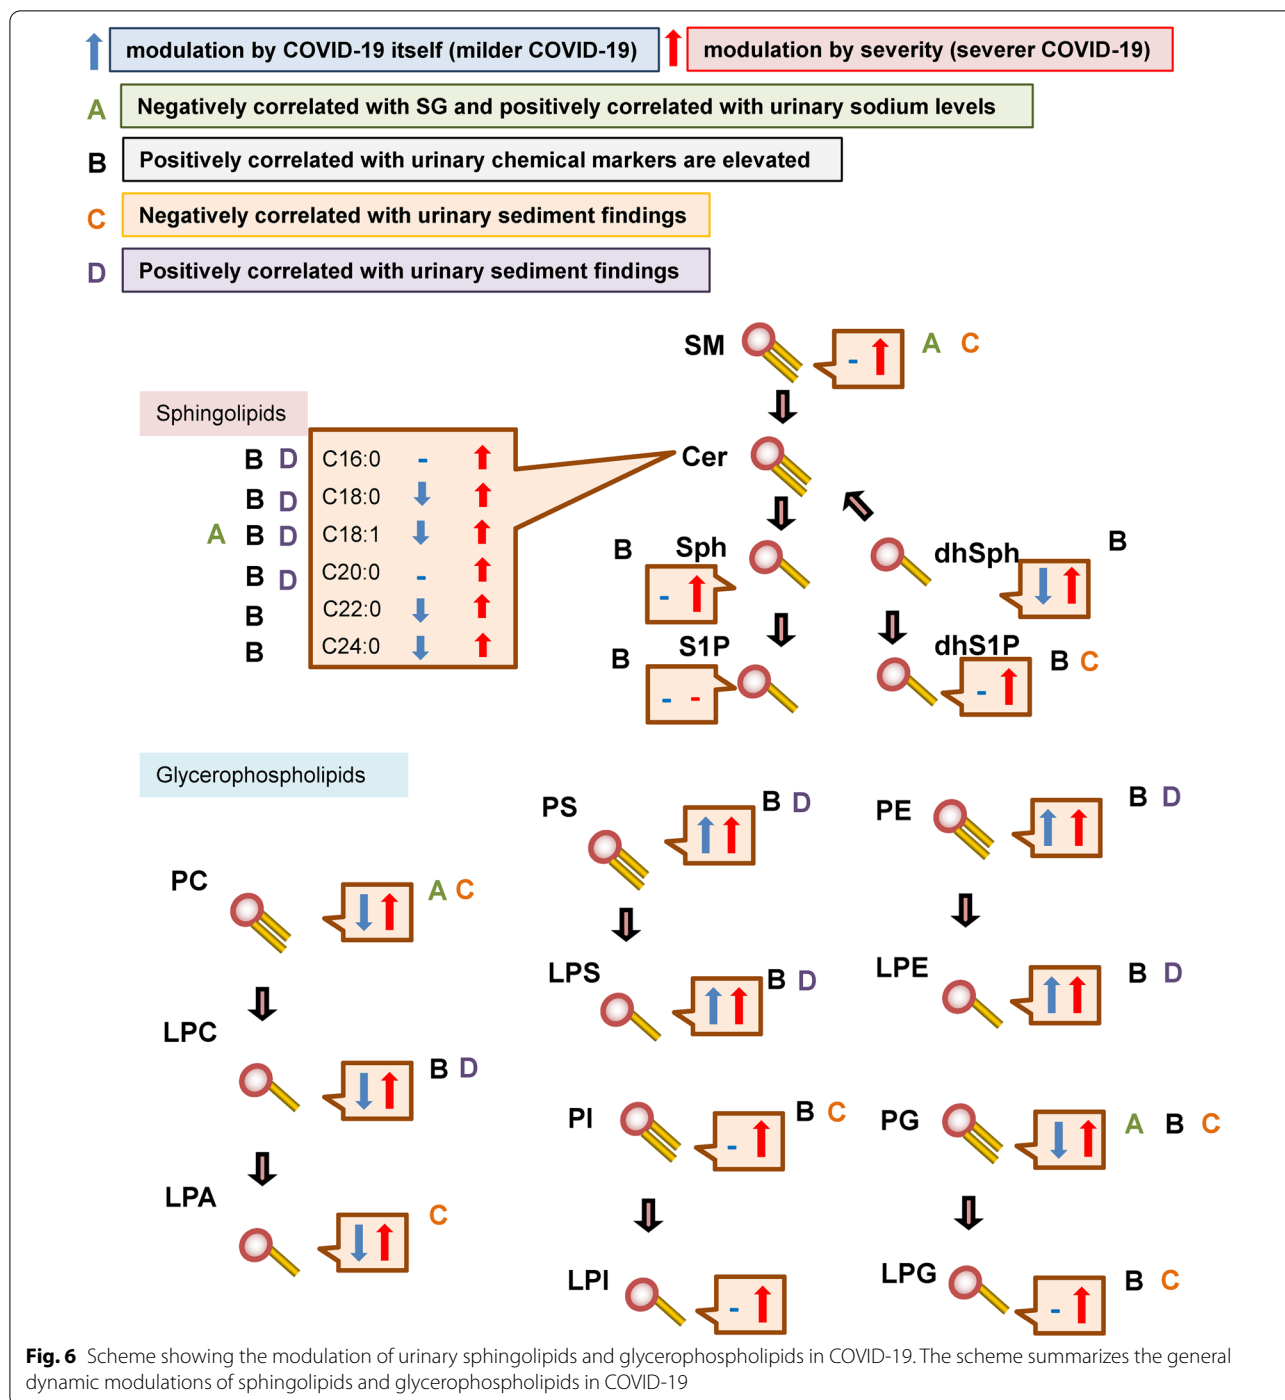 modulation by COVID-19 itself (milder COVID-19)
modulation by severity (severer COVID-19)
A Negatively correlated with SG and positively correlated with urinary sodium levels
B Positively correlated with urinary chemical markers are elevated
C Negatively correlated with urinary sediment findings
D Positively correlated with urinary sediment findings
SM - A C
Sphingolipids
Cer
B D C16:0 -
B D C18:0
A B D C18:1
B D C20:0 -
B C22:0
B C24:0
B Sph -
dhSph B
B S1P - -
dhS1P - B C
Glycerophospholipids
PS B D
PE B D
PC A C
LPS B D
LPE B D
LPC B D
PI - B C
PG A B C
LPA C
LPI -
LPG - B C
Fig. 6 Scheme showing the modulation of urinary sphingolipids and glycerophospholipids in COVID-19. The scheme summarizes the general
dynamic modulations of sphingolipids and glycerophospholipids in COVID-19